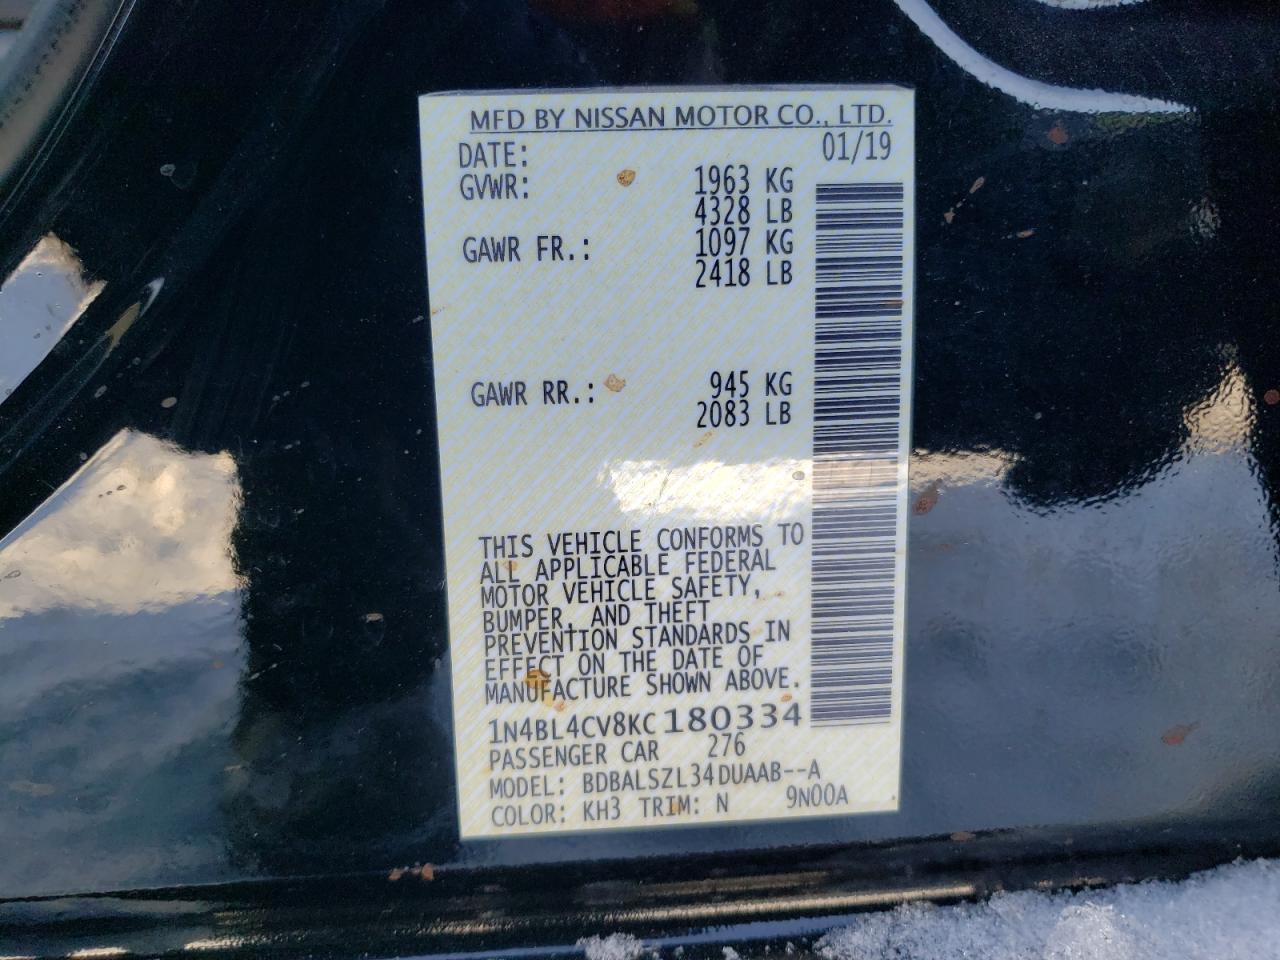 MFD BY NISSAN MOTOR CO., LTD.
DATE: 01/19
GVWR: 1963 KG
4328 LB
GAWR FR.: 1097 KG
2418 LB
GAWR RR.: 945 KG
2083 LB
THIS VEHICLE CONFORMS TO
ALL APPLICABLE FEDERAL
MOTOR VEHICLE SAFETY,
BUMPER, AND THEFT
PREVENTION STANDARDS IN
EFFECT ON THE DATE OF
MANUFACTURE SHOWN ABOVE.
1N4BL4CV8KC180334
PASSENGER CAR 276
MODEL: BDBALSZL34DUAAB--A
COLOR: KH3 TRIM: N 9N00A